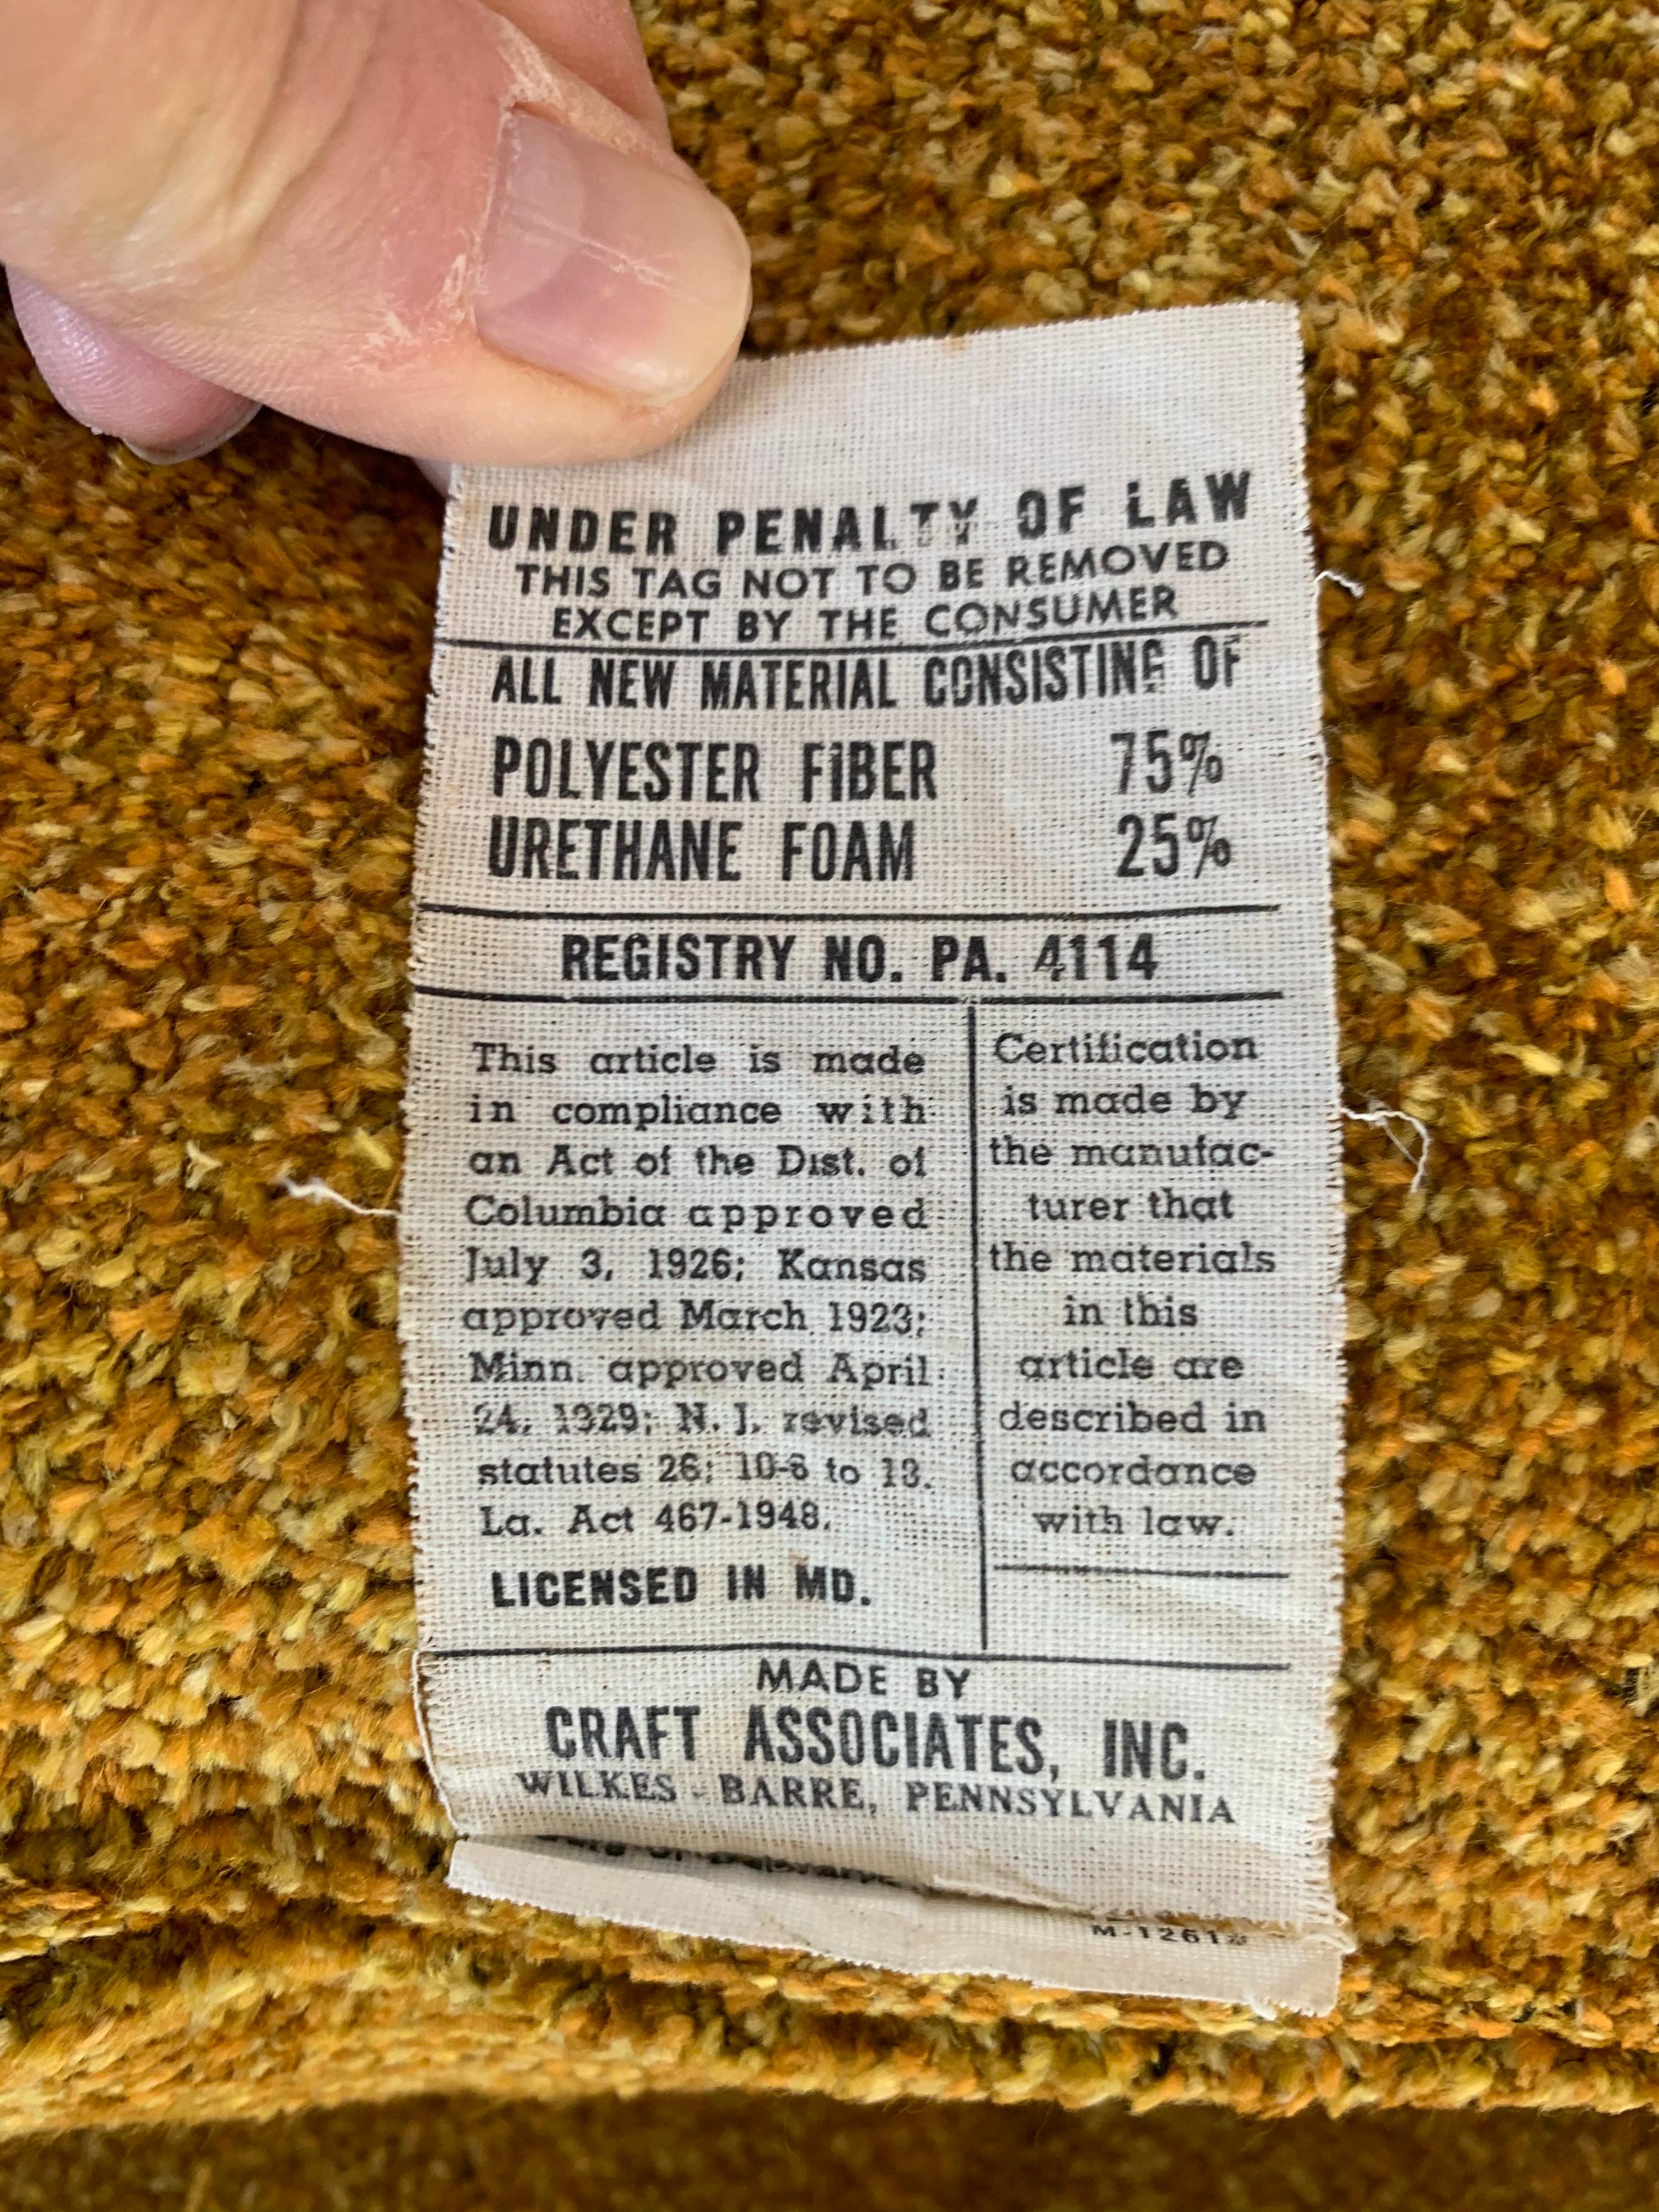 UNDER PENALTY OF LAW
THIS TAG NOT TO BE REMOVED
EXCEPT BY THE CONSUMER
ALL NEW MATERIAL CONSISTING OF
POLYESTER FIBER 75%
URETHANE FOAM 25%
REGISTRY NO. PA. 4114
This article is made
in compliance with
an Act of the Dist. of
Columbia approved
July 3, 1926; Kansas
approved March 1923;
Minn. approved April
24, 1929; N. J. revised
statutes 26; 10-6 to 13.
La. Act 467-1948.
LICENSED IN MD.
Certification
is made by
the manufac-
turer that
the materials
in this
article are
described in
accordance
with law.
MADE BY
CRAFT ASSOCIATES, INC.
WILKES - BARRE, PENNSYLVANIA